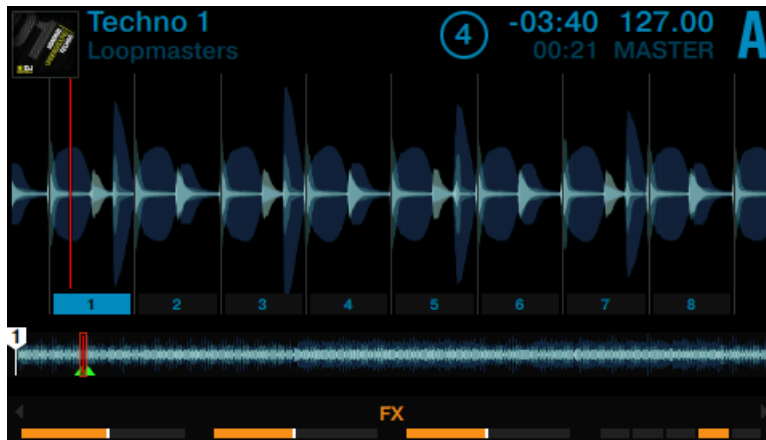 Techno 1
Loopmasters
4
-03:40 127.00
00:21 MASTER
A
1 2 3 4 5 6 7 8
1
FX